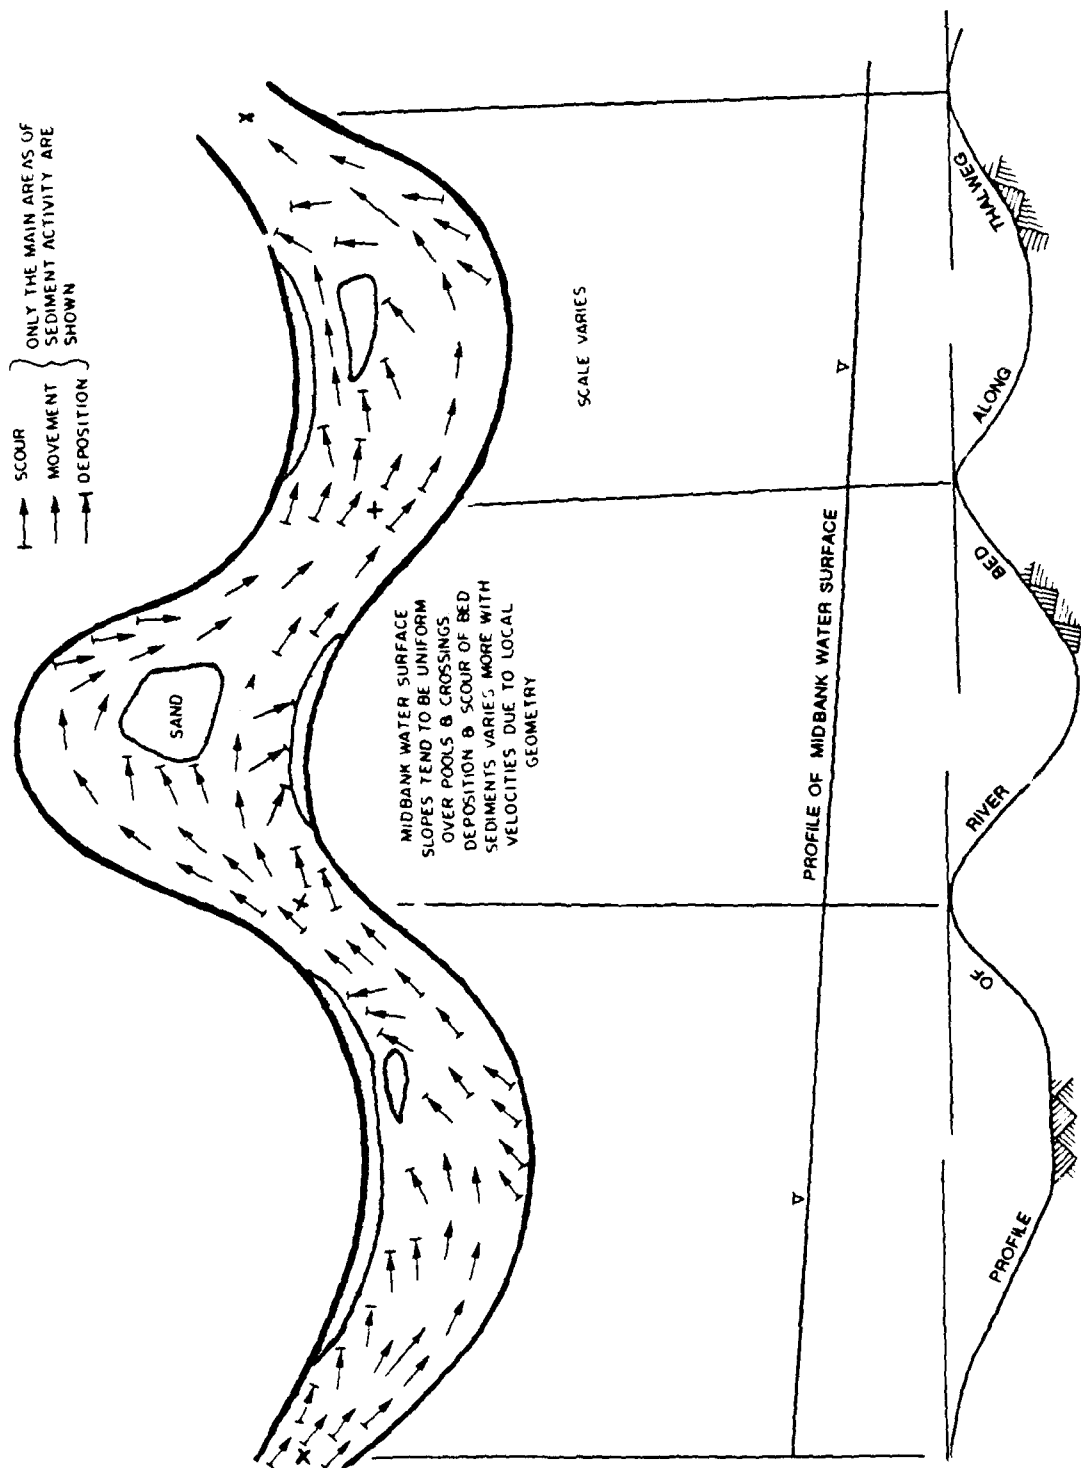 SCOUR
MOVEMENT
DEPOSITION
ONLY THE MAIN AREAS OF
SEDIMENT ACTIVITY ARE
SHOWN
SAND
MIDBANK WATER SURFACE
SLOPES TEND TO BE UNIFORM
OVER POOLS & CROSSINGS
DEPOSITION & SCOUR OF BED
SEDIMENTS VARIES MORE WITH
VELOCITIES DUE TO LOCAL
GEOMETRY
SCALE VARIES
PROFILE OF MIDBANK WATER SURFACE
PROFILE OF RIVER BED ALONG THALWEG